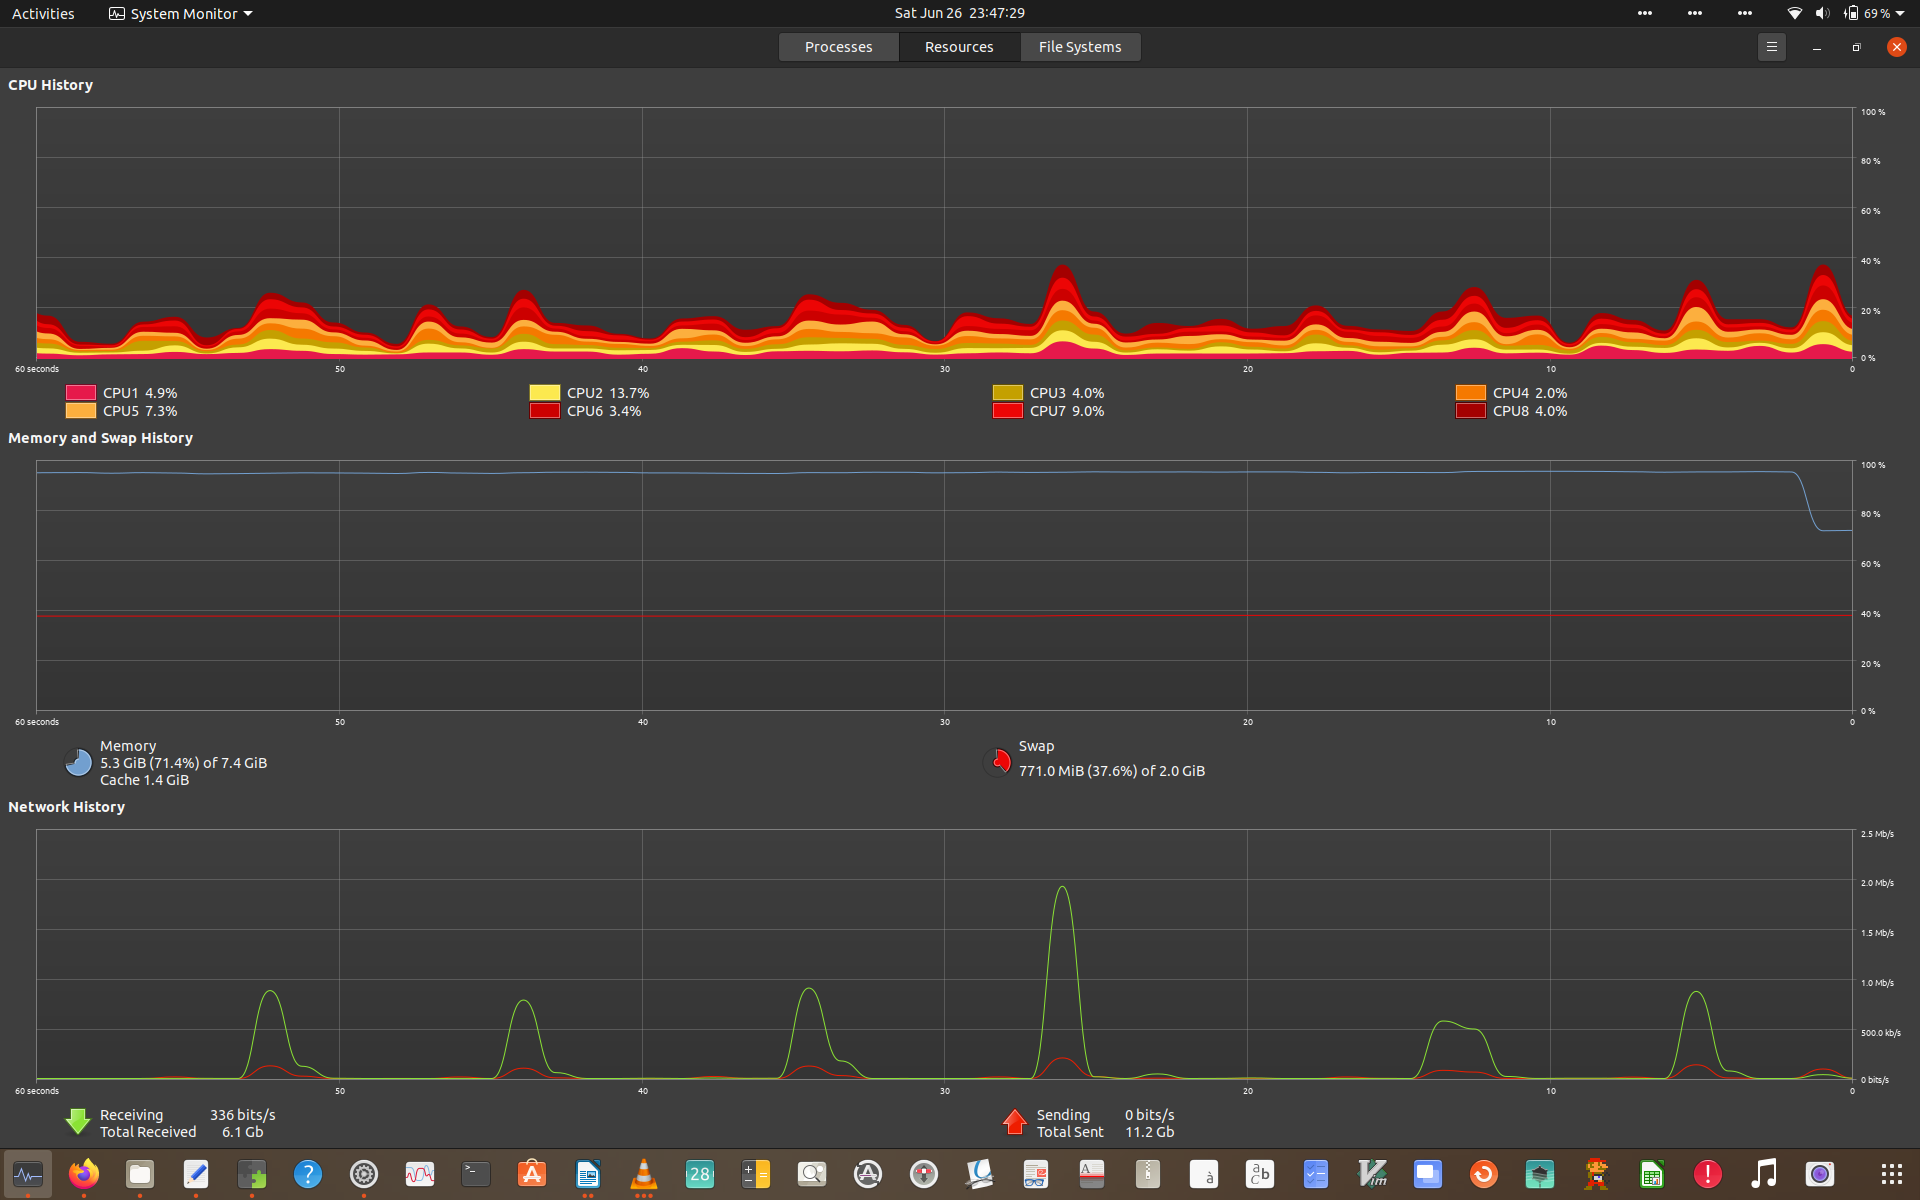 Activities System Monitor Sat Jun 26 23:47:29 69 %
Processes Resources File Systems
CPU History
100 %
80 %
60 %
40 %
20 %
0 %
60 seconds 50 40 30 20 10 0
CPU1 4.9% CPU2 13.7% CPU3 4.0% CPU4 2.0%
CPU5 7.3% CPU6 3.4% CPU7 9.0% CPU8 4.0%
Memory and Swap History
100 %
80 %
60 %
40 %
20 %
0 %
60 seconds 50 40 30 20 10 0
Memory Swap
5.3 GiB (71.4%) of 7.4 GiB 771.0 MiB (37.6%) of 2.0 GiB
Cache 1.4 GiB
Network History
2.5 Mb/s
2.0 Mb/s
1.5 Mb/s
1.0 Mb/s
500.0 kb/s
0 bits/s
60 seconds 50 40 30 20 10 0
Receiving 336 bits/s Sending 0 bits/s
Total Received 6.1 Gb Total Sent 11.2 Gb
? >_ A 28 A A à a b c Vim !